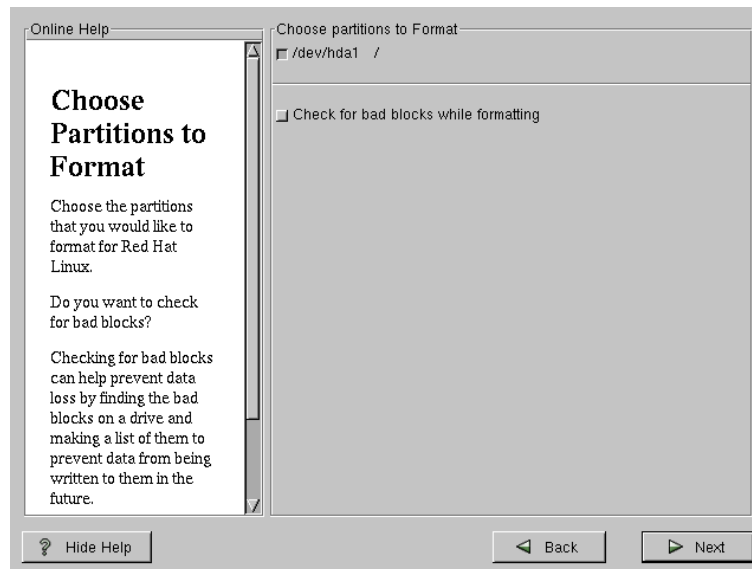 Online Help
Choose
Partitions to
Format
Choose the partitions
that you would like to
format for Red Hat
Linux.
Do you want to check
for bad blocks?
Checking for bad blocks
can help prevent data
loss by finding the bad
blocks on a drive and
making a list of them to
prevent data from being
written to them in the
future.
Choose partitions to Format
/dev/hda1 /
Check for bad blocks while formatting
? Hide Help
Back
Next